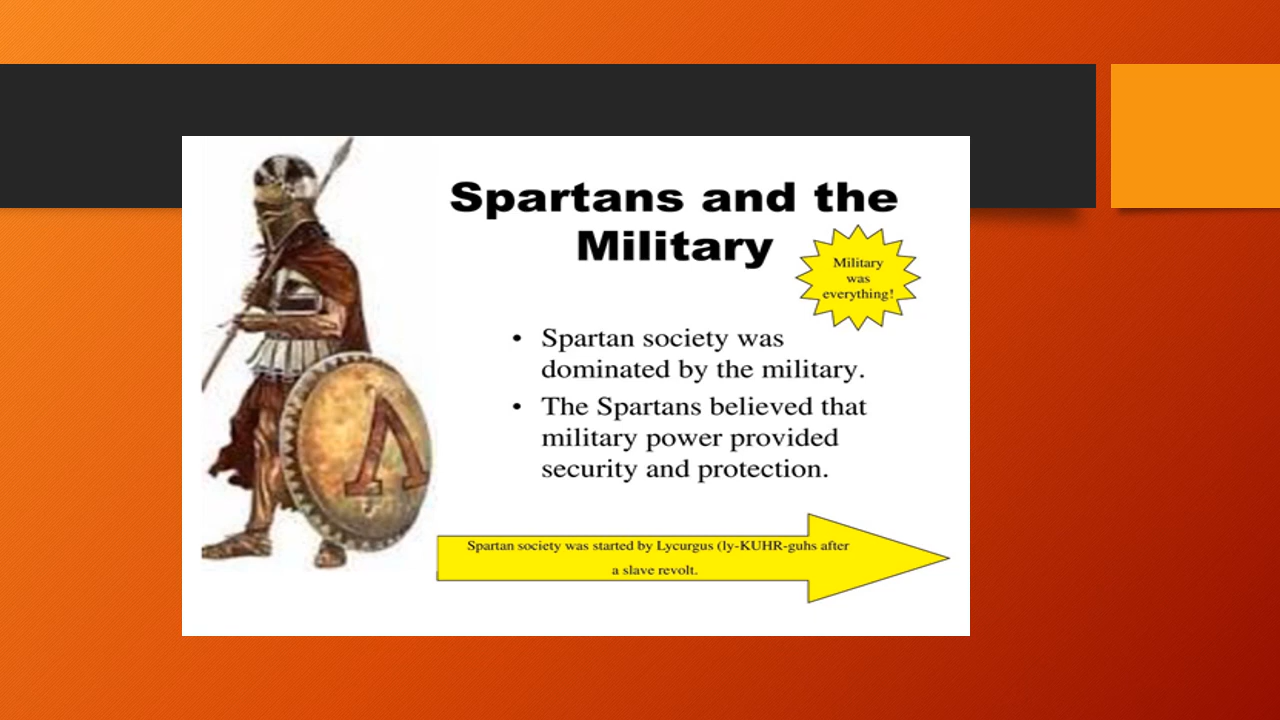 Spartans and the
Military
Military
was
everything!
• Spartan society was
dominated by the military.
• The Spartans believed that
military power provided
security and protection.
Spartan society was started by Lycurgus (ly-KUHR-guhs after
a slave revolt.
Λ